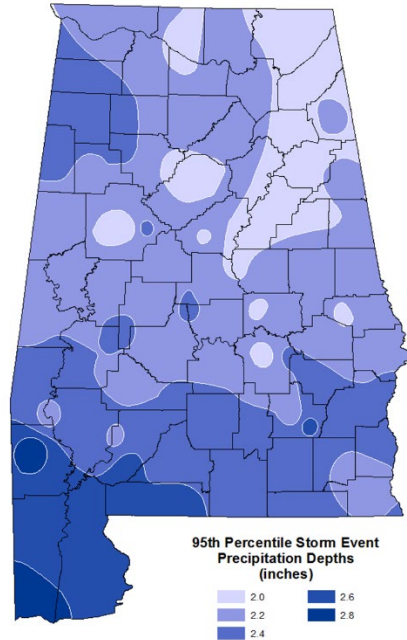 95th Percentile Storm Event
Precipitation Depths
(inches)
2.0 2.6
2.2 2.8
2.4